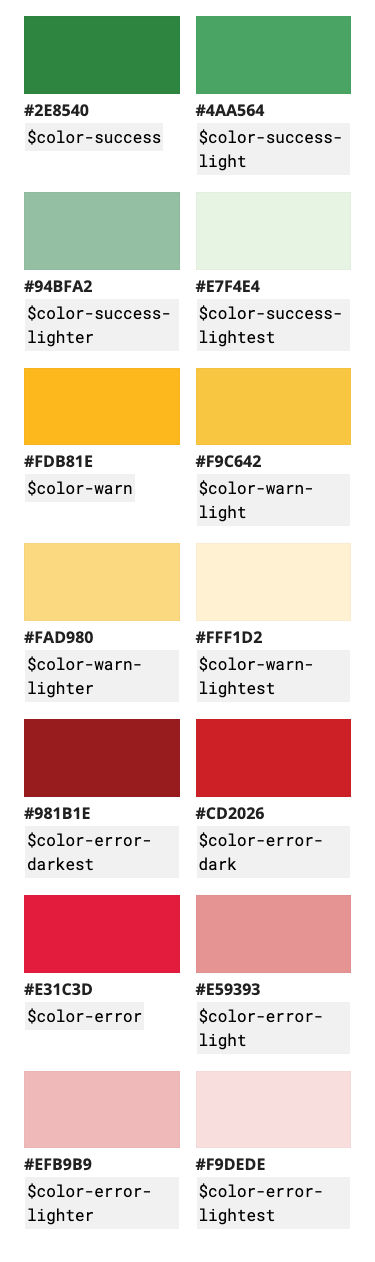 #2E8540
$color-success
#4AA564
$color-success-
light
#94BFA2
$color-success-
lighter
#E7F4E4
$color-success-
lightest
#FDB81E
$color-warn
#F9C642
$color-warn-
light
#FAD980
$color-warn-
lighter
#FFF1D2
$color-warn-
lightest
#981B1E
$color-error-
darkest
#CD2026
$color-error-
dark
#E31C3D
$color-error
#E59393
$color-error-
light
#EFB9B9
$color-error-
lighter
#F9DEDE
$color-error-
lightest